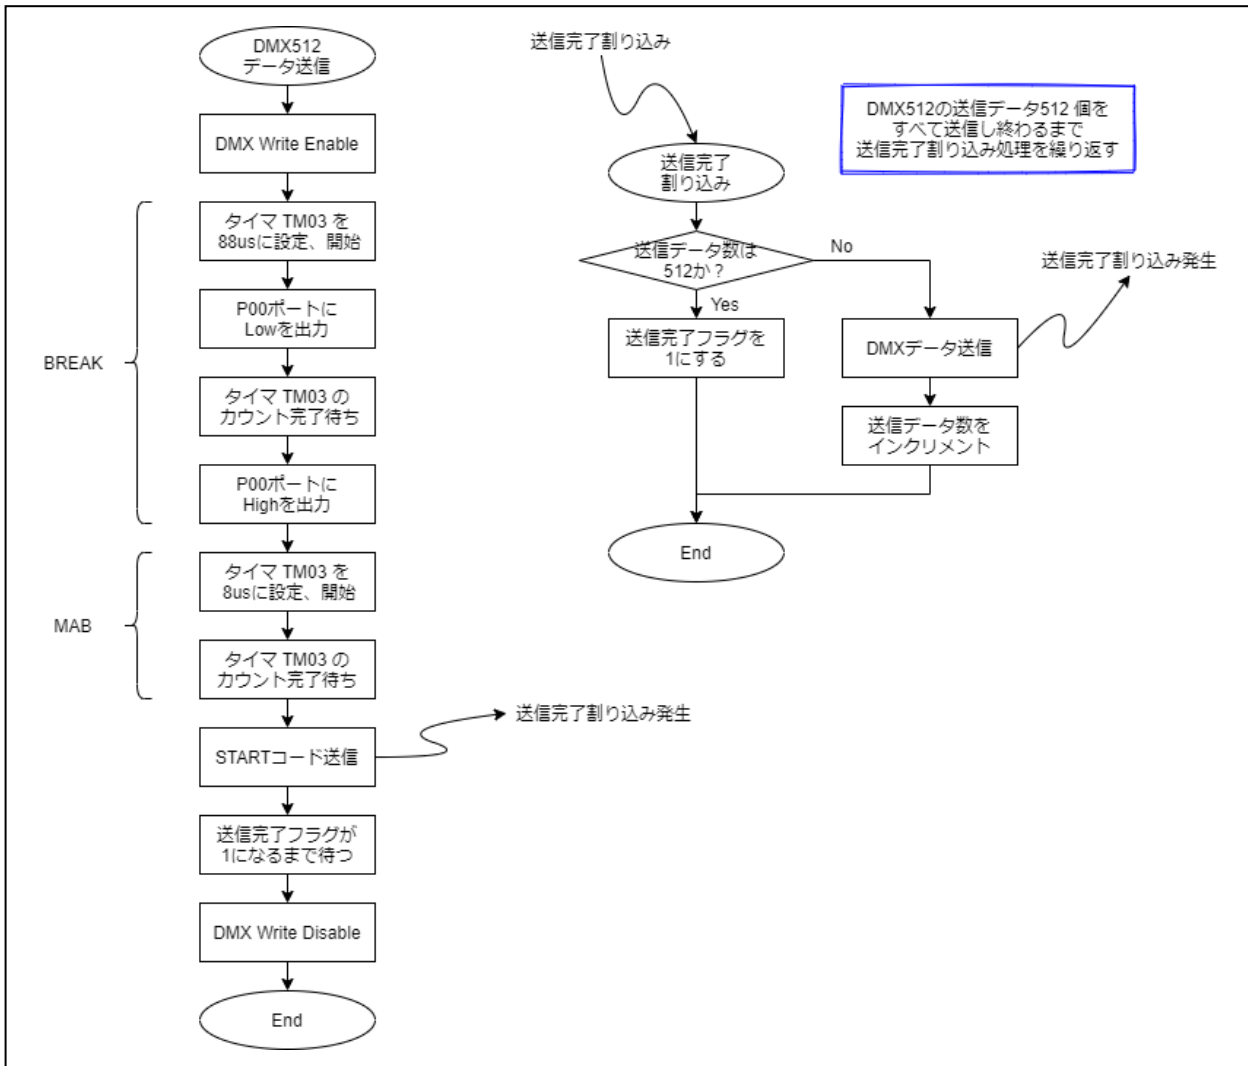 DMX512
データ送信
DMX Write Enable
BREAK
タイマ TM03 を
88usに設定、開始
P00ポートに
Lowを出力
タイマ TM03 の
カウント完了待ち
P00ポートに
Highを出力
MAB
タイマ TM03 を
8usに設定、開始
タイマ TM03 の
カウント完了待ち
STARTコード送信
送信完了割り込み発生
送信完了フラグが
1になるまで待つ
DMX Write Disable
End
送信完了割り込み
送信完了
割り込み
送信データ数は
512か？
Yes
No
送信完了フラグを
1にする
DMXデータ送信
送信完了割り込み発生
送信データ数を
インクリメント
End
DMX512の送信データ512 個を
すべて送信し終わるまで
送信完了割り込み処理を繰り返す